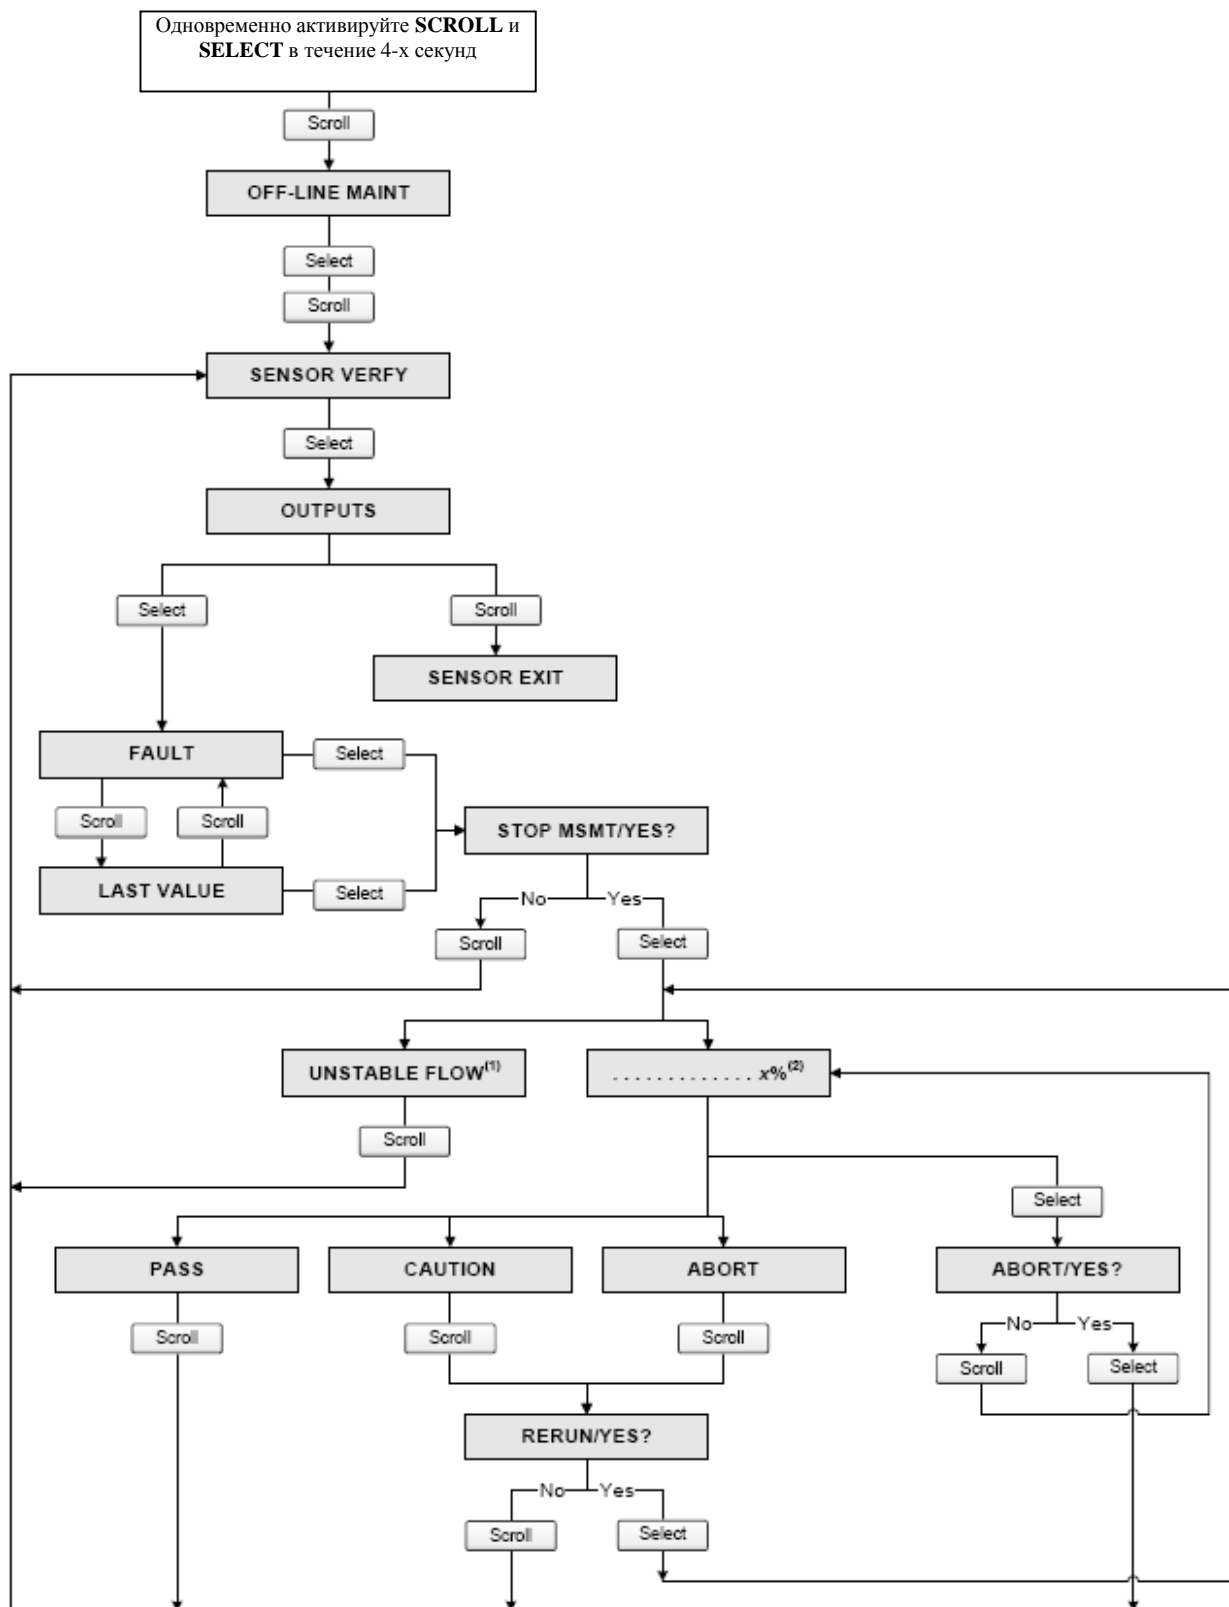 Одновременно активируйте SCROLL и
SELECT в течение 4-х секунд
Scroll
OFF-LINE MAINT
Select
Scroll
SENSOR VERFY
Select
OUTPUTS
Select
Scroll
SENSOR EXIT
FAULT
Select
Scroll
Scroll
STOP MSMT/YES?
LAST VALUE
Select
No
Yes
Scroll
Select
UNSTABLE FLOW(1)
. . . . . . . . . . . . . x%(2)
Scroll
Select
PASS
CAUTION
ABORT
ABORT/YES?
Scroll
Scroll
Scroll
No
Yes
Scroll
Select
RERUN/YES?
No
Yes
Scroll
Select